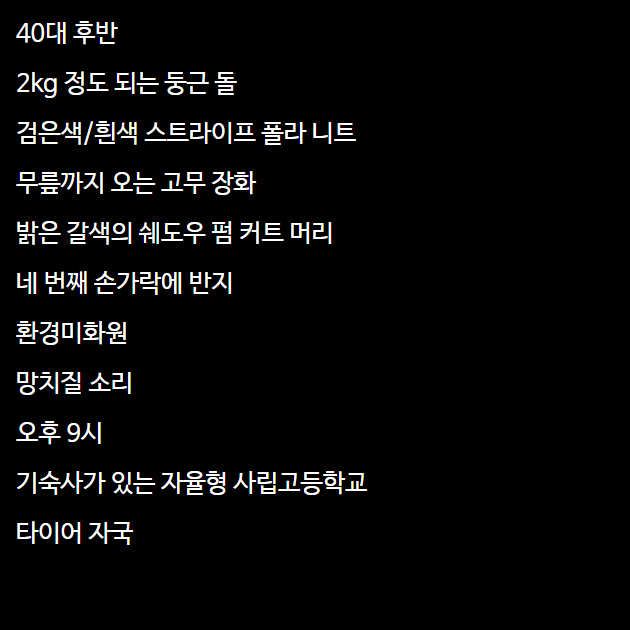 40대 후반
2kg 정도 되는 둥근 돌
검은색/흰색 스트라이프 폴라 니트
무릎까지 오는 고무 장화
밝은 갈색의 쉐도우 펌 커트 머리
네 번째 손가락에 반지
환경미화원
망치질 소리
오후 9시
기숙사가 있는 자율형 사립고등학교
타이어 자국